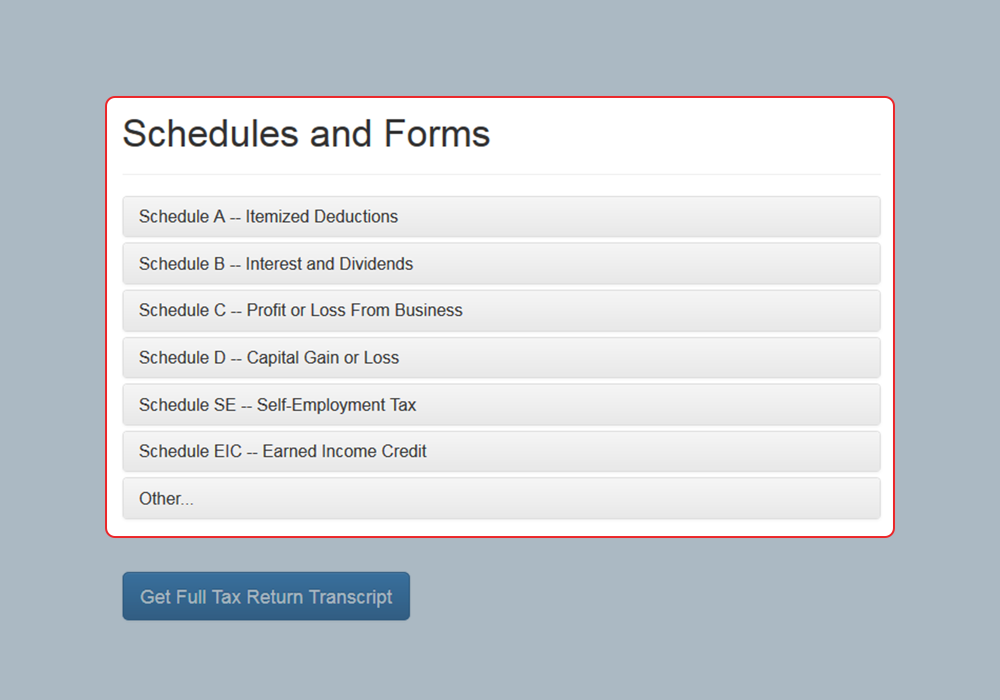 Schedules and Forms
Schedule A -- Itemized Deductions
Schedule B -- Interest and Dividends
Schedule C -- Profit or Loss From Business
Schedule D -- Capital Gain or Loss
Schedule SE -- Self-Employment Tax
Schedule EIC -- Earned Income Credit
Other...
Get Full Tax Return Transcript